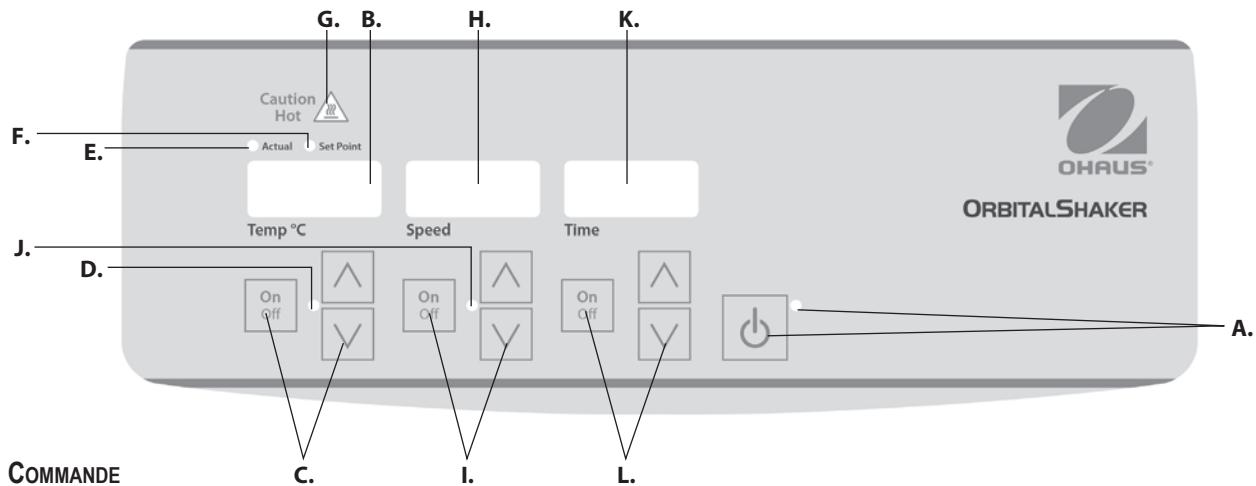 G. B. H. K.
Caution
Hot
F.
E.
Actual Set Point
OHAUS®
Temp °C Speed Time
ORBITALSHAKER
J.
D.
On
Off
On
Off
On
Off
A.
COMMANDE C. I. L.